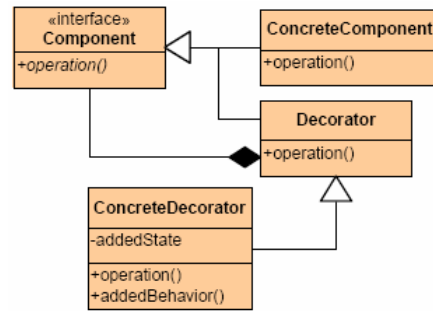 «interface»
Component
+operation()
ConcreteComponent
+operation()
Decorator
+operation()
ConcreteDecorator
-addedState
+operation()
+addedBehavior()